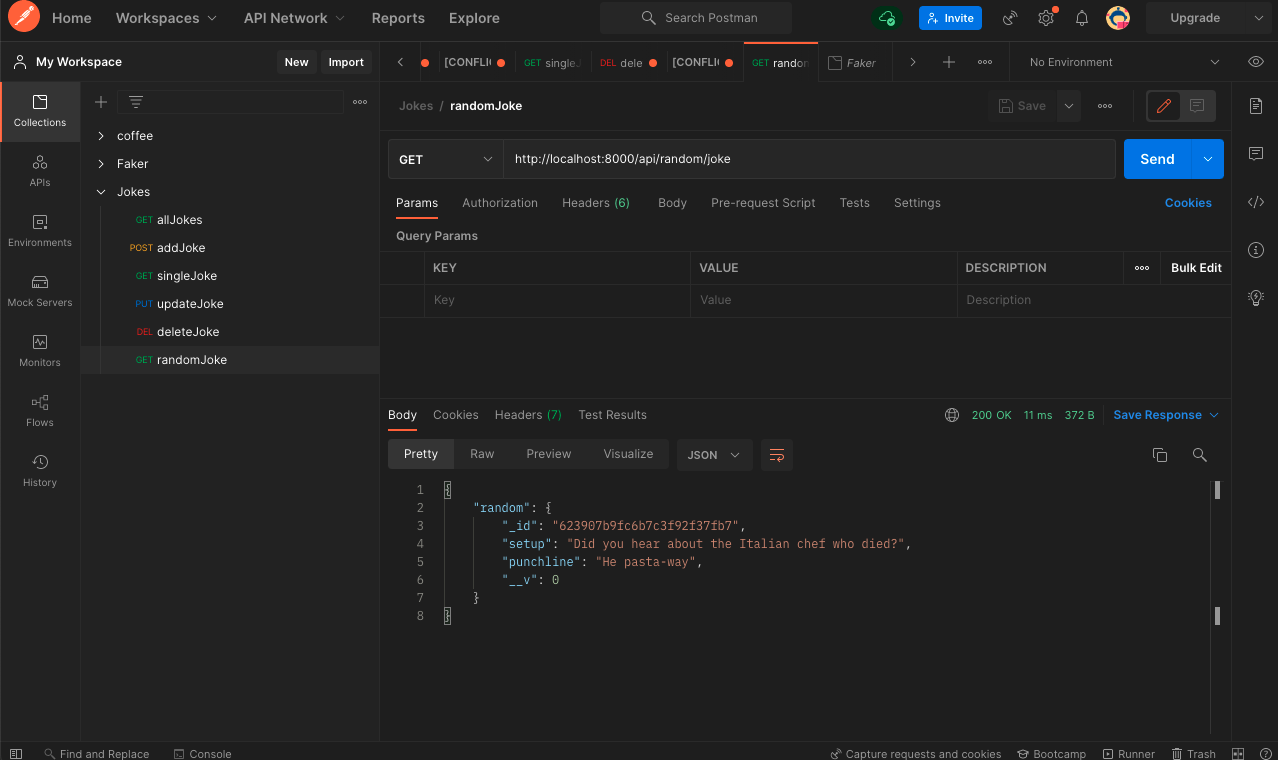 Home Workspaces API Network Reports Explore Search Postman Invite Upgrade
My Workspace New Import [CONFLI GET single. DEL dele [CONFLI GET random Faker No Environment
Collections
APIs
Environments
Mock Servers
Monitors
Flows
History
coffee
Faker
Jokes
GET allJokes
POST addJoke
GET singleJoke
PUT updateJoke
DEL deleteJoke
GET randomJoke
Jokes / randomJoke Save
GET http://localhost:8000/api/random/joke Send
Params Authorization Headers (6) Body Pre-request Script Tests Settings Cookies
Query Params
KEY VALUE DESCRIPTION Bulk Edit
Key Value Description
Body Cookies Headers (7) Test Results 200 OK 11 ms 372 B Save Response
Pretty Raw Preview Visualize JSON
1 {
2 "random": {
3 "_id": "623907b9fc6b7c3f92f37fb7",
4 "setup": "Did you hear about the Italian chef who died?",
5 "punchline": "He pasta-way",
6 "__v": 0
7 }
8 }
Find and Replace Console Capture requests and cookies Bootcamp Runner Trash